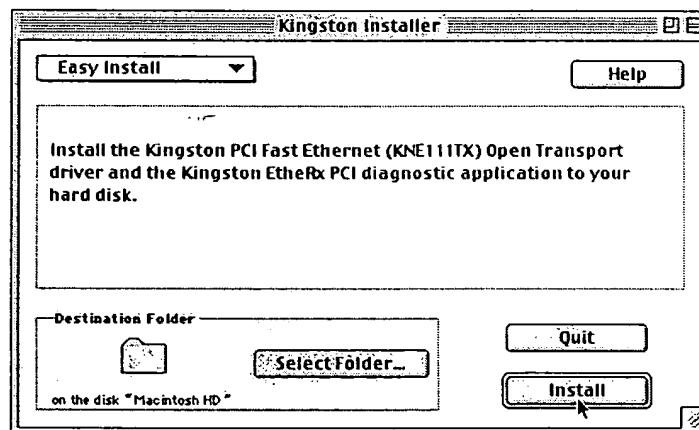 Kingston Installer
Easy Install
Help
Install the Kingston PCI Fast Ethernet (KNE111TX) Open Transport
driver and the Kingston EtheRx PCI diagnostic application to your
hard disk.
Destination Folder
Select Folder...
on the disk "Macintosh HD"
Quit
Install